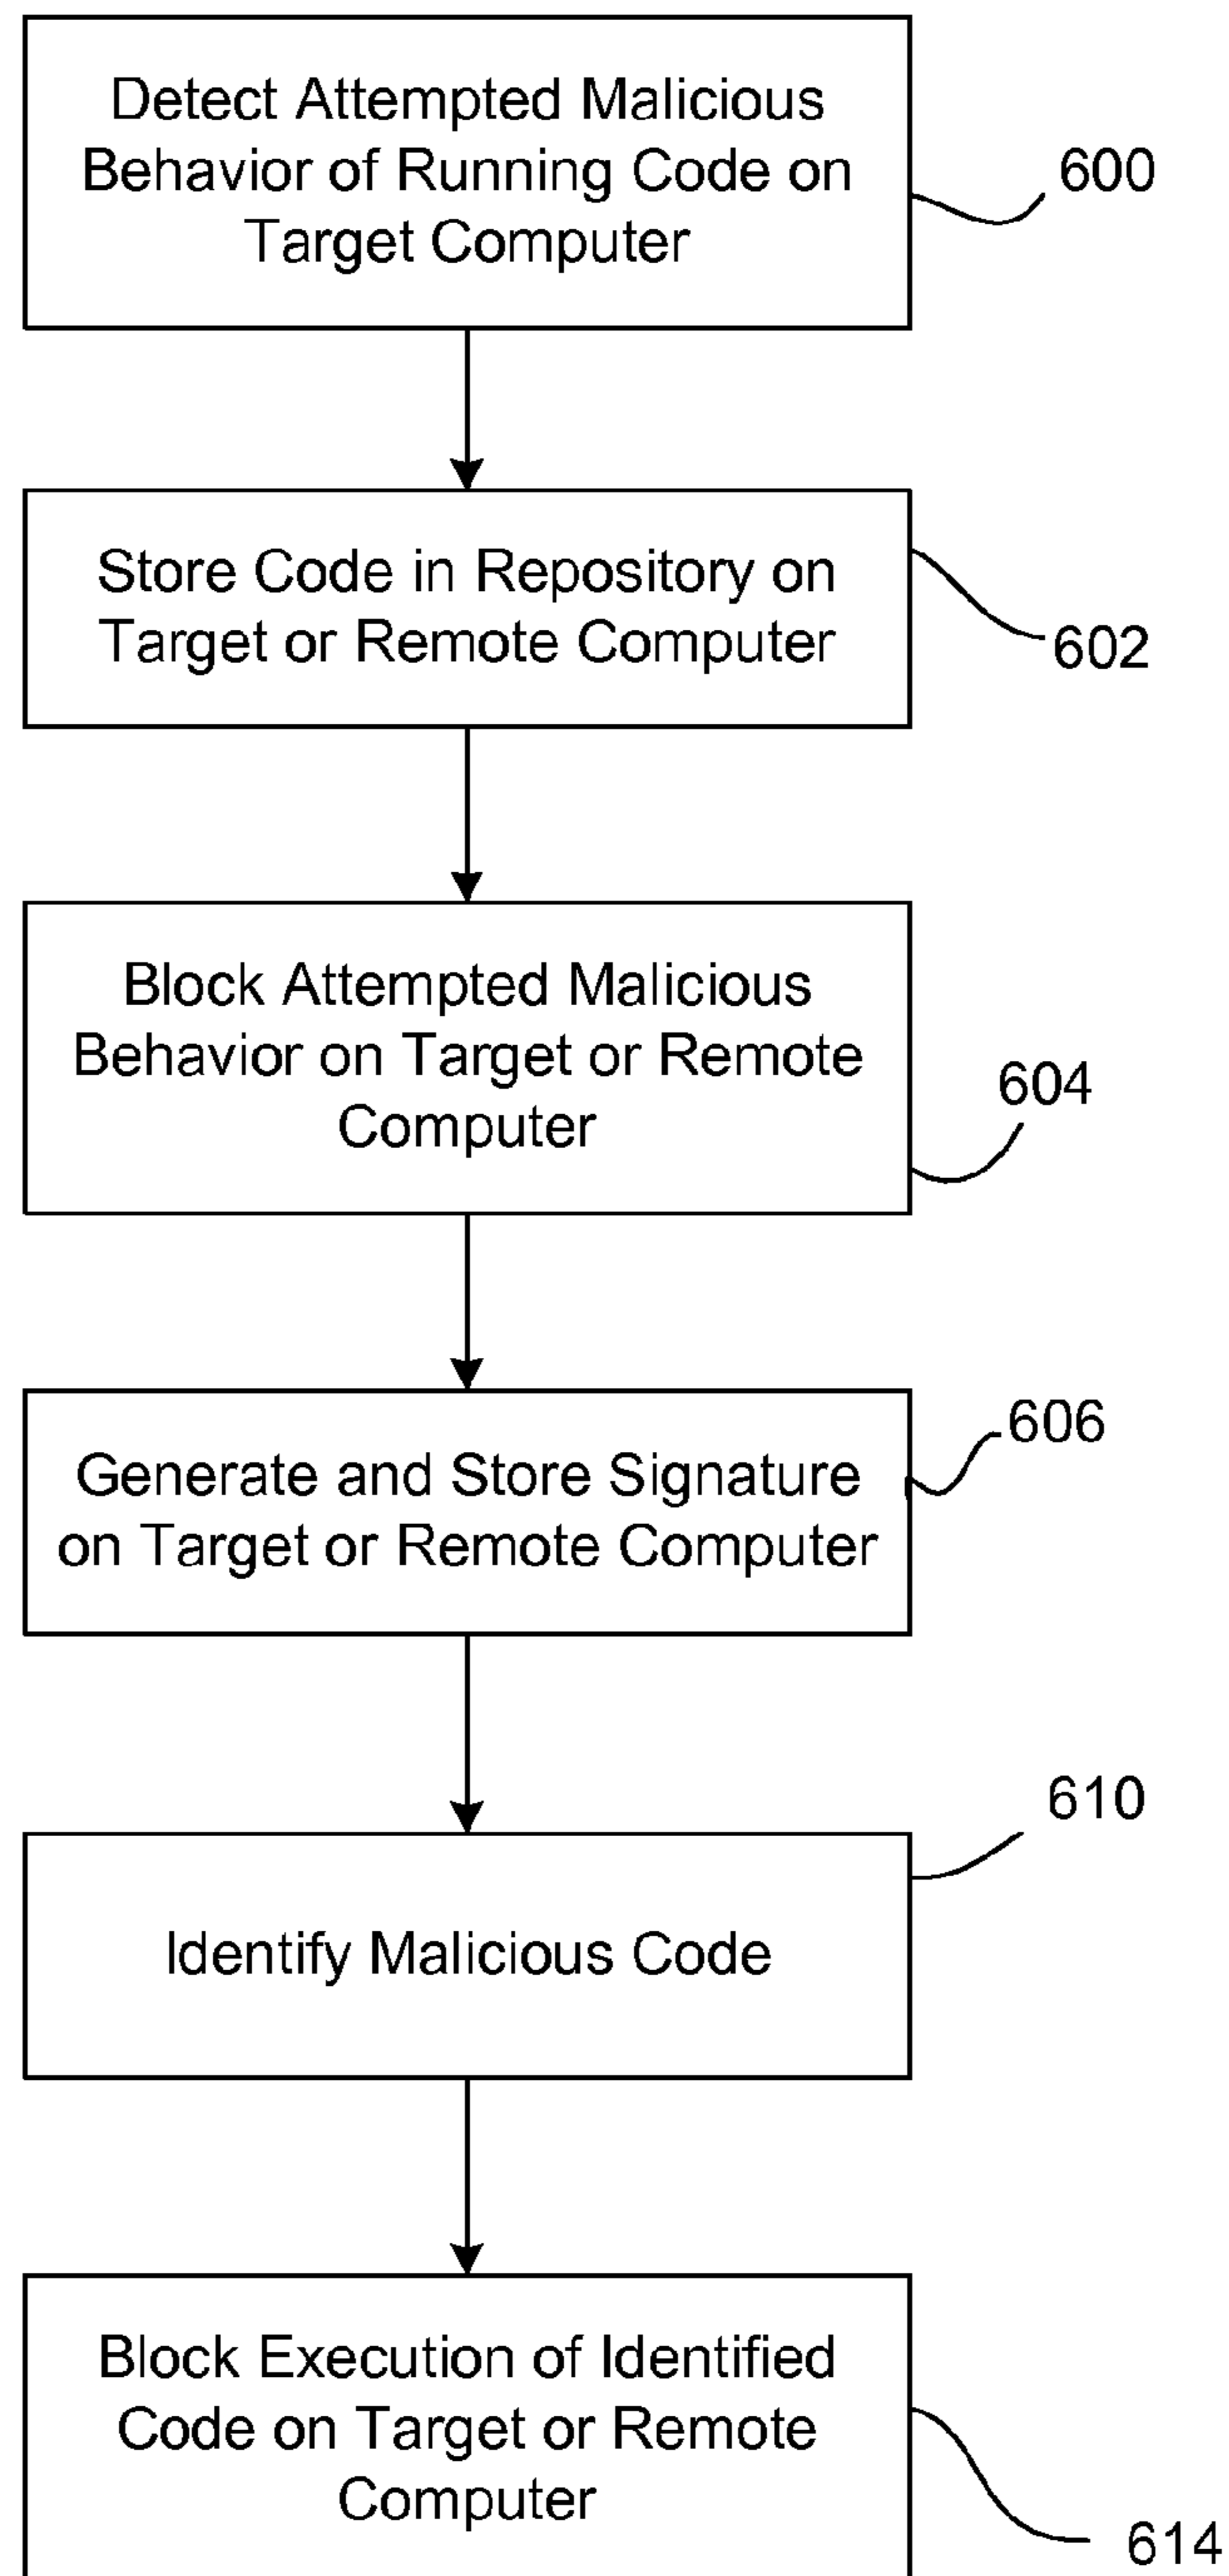 Detect Attempted Malicious
Behavior of Running Code on
Target Computer
600
Store Code in Repository on
Target or Remote Computer
602
Block Attempted Malicious
Behavior on Target or Remote
Computer
604
Generate and Store Signature
on Target or Remote Computer
606
Identify Malicious Code
610
Block Execution of Identified
Code on Target or Remote
Computer
614